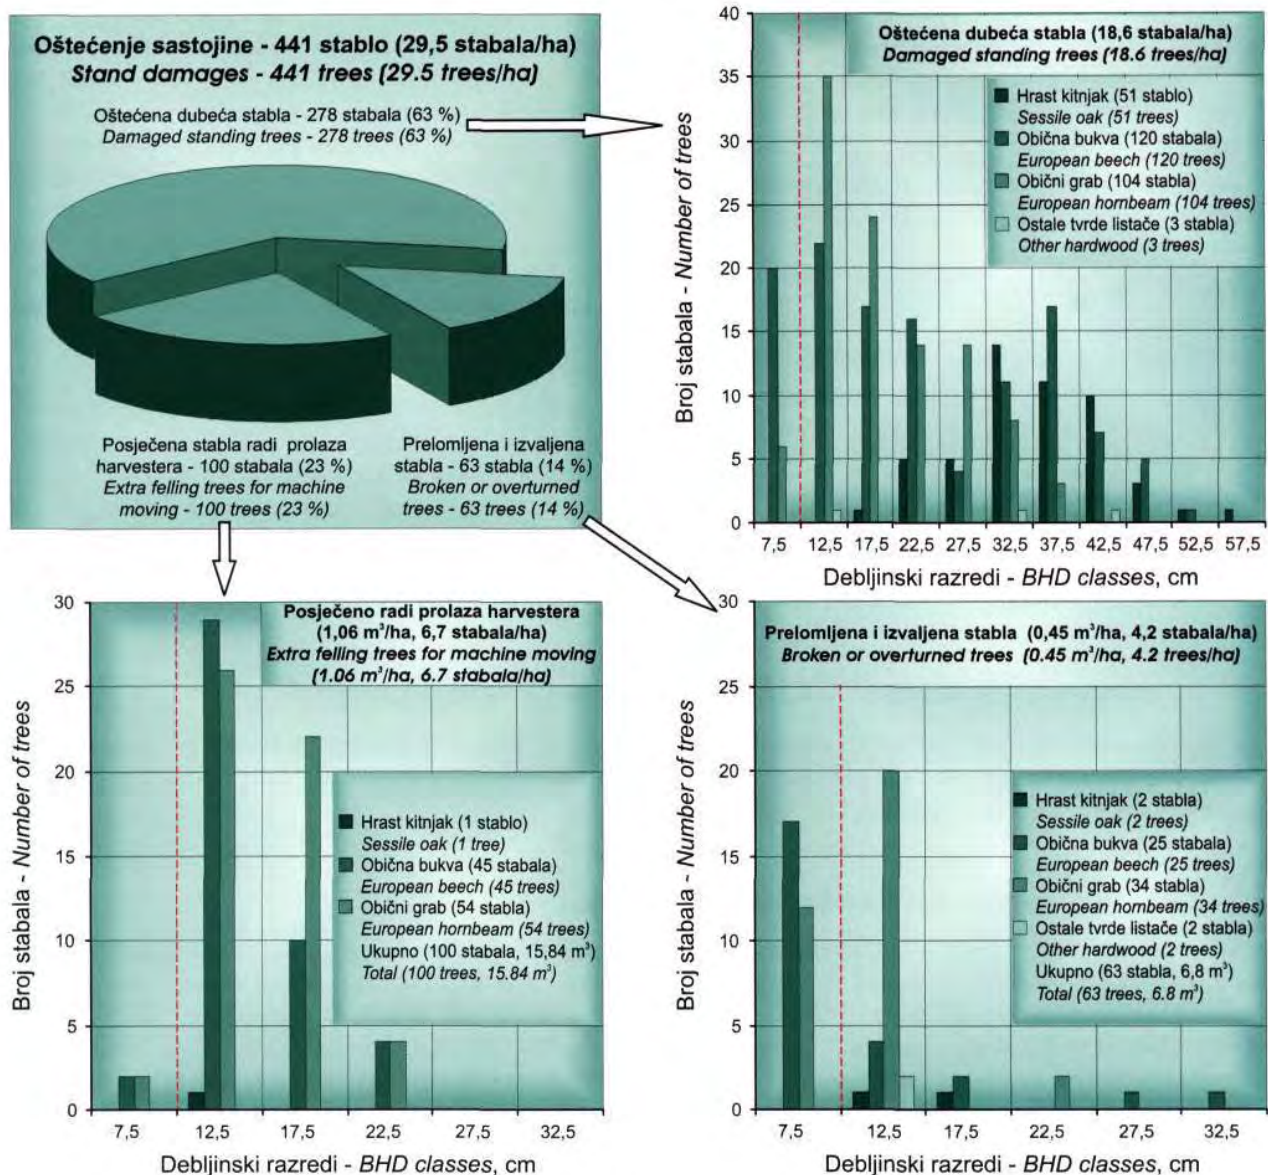 Oštećenje sastojine - 441 stablo (29,5 stabala/ha)
Stand damages - 441 trees (29.5 trees/ha)
Oštećena dubeća stabla - 278 stabala (63 %)
Damaged standing trees - 278 trees (63 %)
Posječena stabla radi prolaza
harvestera - 100 stabala (23 %)
Extra felling trees for machine
moving - 100 trees (23 %)
Prelomljena i izvaljena
stabla - 63 stabla (14 %)
Broken or overturned
trees - 63 trees (14 %)
Oštećena dubeća stabla (18,6 stabala/ha)
Damaged standing trees (18.6 trees/ha)
Hrast kitnjak (51 stablo)
Sessile oak (51 trees)
Obična bukva (120 stabala)
European beech (120 trees)
Obični grab (104 stabla)
European hornbeam (104 trees)
Ostale tvrde listače (3 stabla)
Other hardwood (3 trees)
Broj stabala - Number of trees
40
35
30
25
20
15
10
5
0
7,5 12,5 17,5 22,5 27,5 32,5 37,5 42,5 47,5 52,5 57,5
Debljinski razredi - BHD classes, cm
Posječeno radi prolaza harvestera
(1,06 m³/ha, 6,7 stabala/ha)
Extra felling trees for machine moving
(1.06 m³/ha, 6.7 stabala/ha)
Hrast kitnjak (1 stablo)
Sessile oak (1 tree)
Obična bukva (45 stabala)
European beech (45 trees)
Obični grab (54 stabla)
European hornbeam (54 trees)
Ukupno (100 stabala, 15,84 m³)
Total (100 trees, 15.84 m³)
Broj stabala - Number of trees
30
25
20
15
10
5
0
7,5 12,5 17,5 22,5 27,5 32,5
Debljinski razredi - BHD classes, cm
Prelomljena i izvaljena stabla (0,45 m³/ha, 4,2 stabala/ha)
Broken or overturned trees (0.45 m³/ha, 4.2 trees/ha)
Hrast kitnjak (2 stabla)
Sessile oak (2 trees)
Obična bukva (25 stabala)
European beech (25 trees)
Obični grab (34 stabla)
European hornbeam (34 trees)
Ostale tvrde listače (2 stabla)
Other hardwood (2 trees)
Ukupno (63 stabla, 6,8 m³)
Total (63 trees, 6.8 m³)
Broj stabala - Number of trees
30
25
20
15
10
5
0
7,5 12,5 17,5 22,5 27,5 32,5
Debljinski razredi - BHD classes, cm